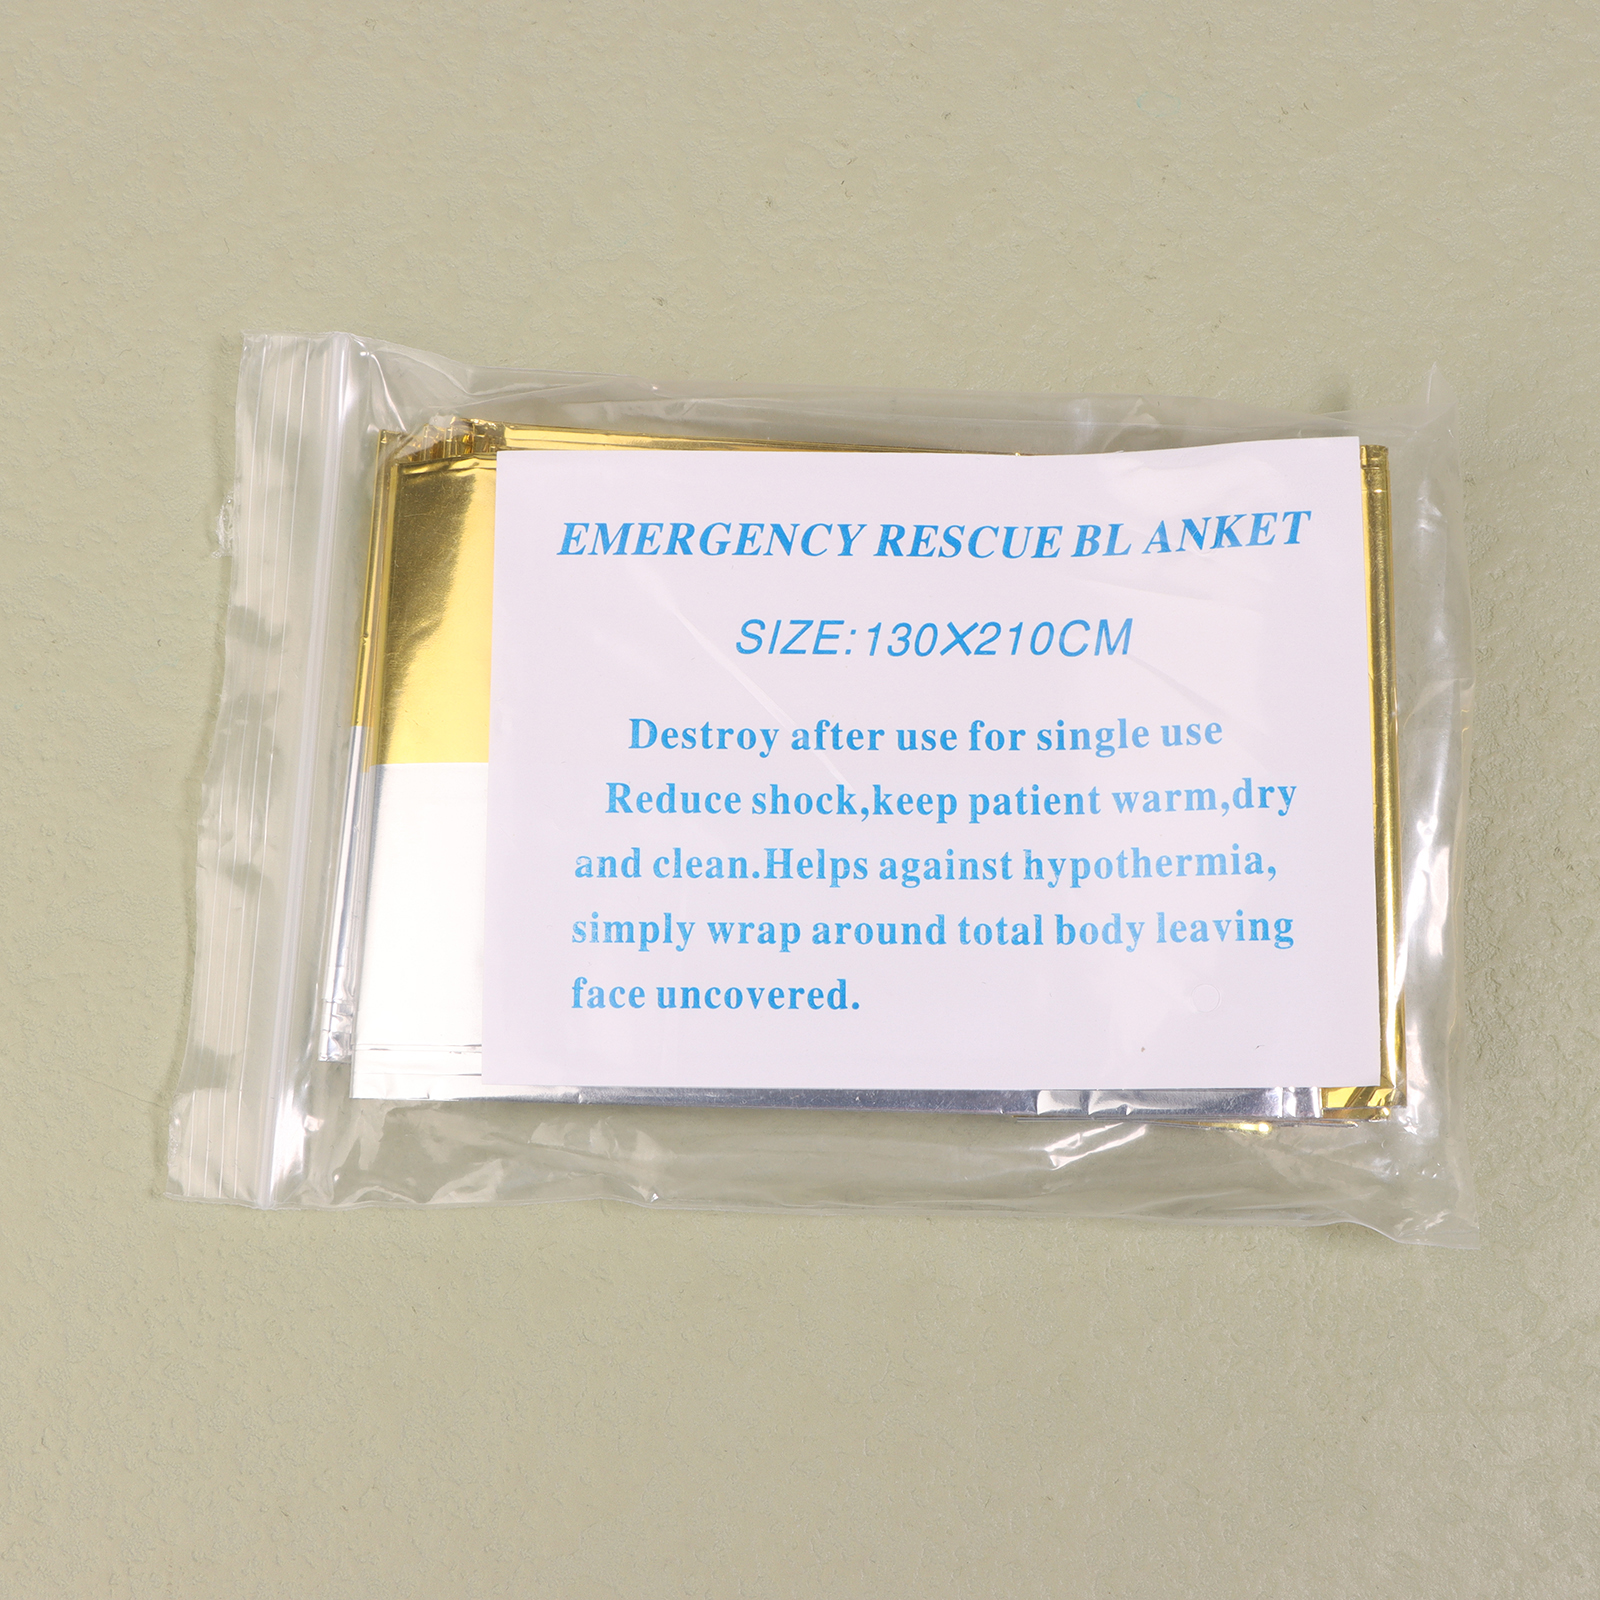 EMERGENCY RESCUE BL ANKET
SIZE:130X210CM
Destroy after use for single use
Reduce shock,keep patient warm,dry
and clean.Helps against hypothermia,
simply wrap around total body leaving
face uncovered.